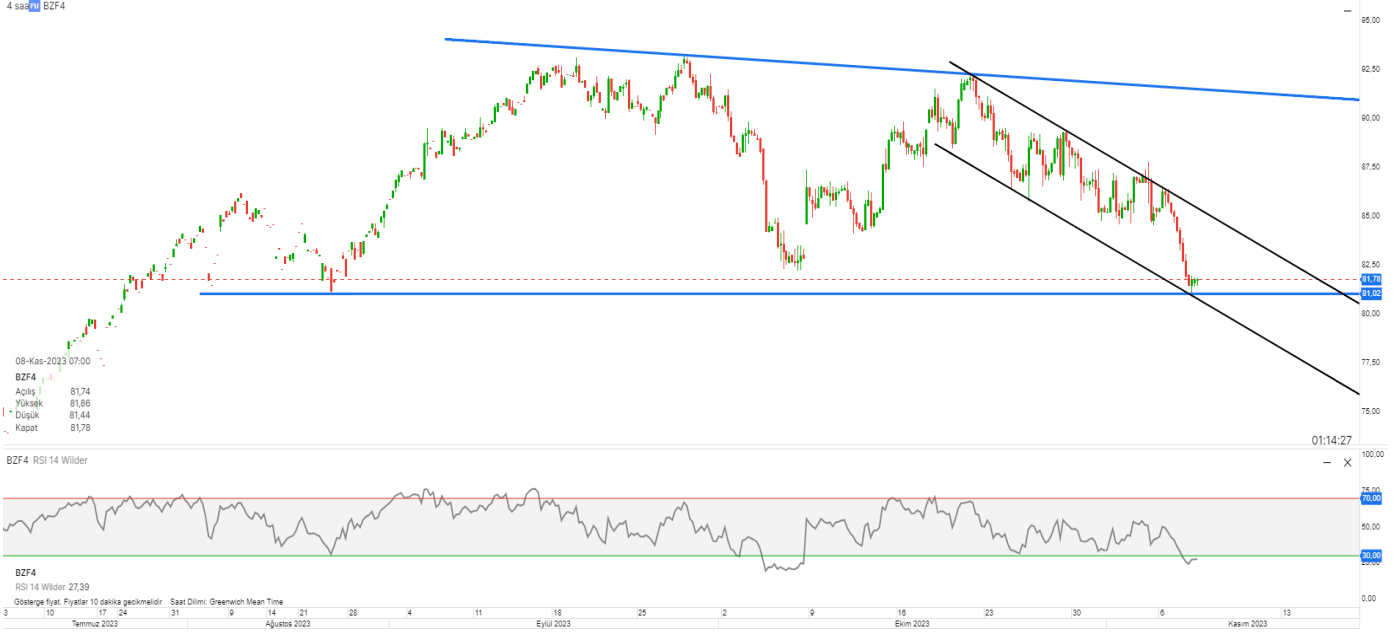 4 saa FU BZF4
95,00
92,50
90,00
87,50
85,00
82,50
81,78
81,02
80,00
77,50
75,00
08-Kas-2023 07:00
BZF4
Açılış 81,74
Yüksek 81,86
Düşük 81,44
Kapat 81,78
01:14:27
BZF4 RSI 14 Wilder
100,00
75,00
70,00
50,00
30,00
25,00
0,00
BZF4
RSI 14 Wilder 27,39
Gösterge fiyat. Fiyatlar 10 dakika gecikmelidir Saat Dilimi: Greenwich Mean Time
3 10 17 24 31 9 14 21 28 4 11 18 25 2 9 16 23 30 6 13
Temmuz 2023 Ağustos 2023 Eylül 2023 Ekim 2023 Kasım 2023